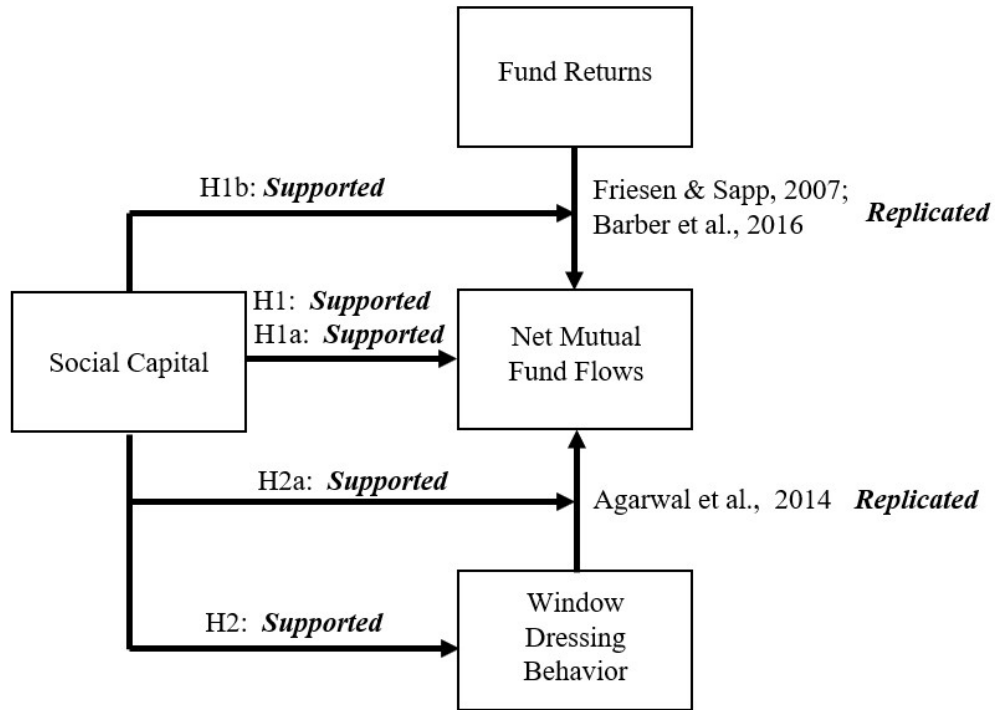 Fund Returns
H1b: Supported
Friesen & Sapp, 2007;
Barber et al., 2016
Replicated
H1: Supported
H1a: Supported
Social Capital
Net Mutual
Fund Flows
H2a: Supported
Agarwal et al., 2014 Replicated
H2: Supported
Window
Dressing
Behavior